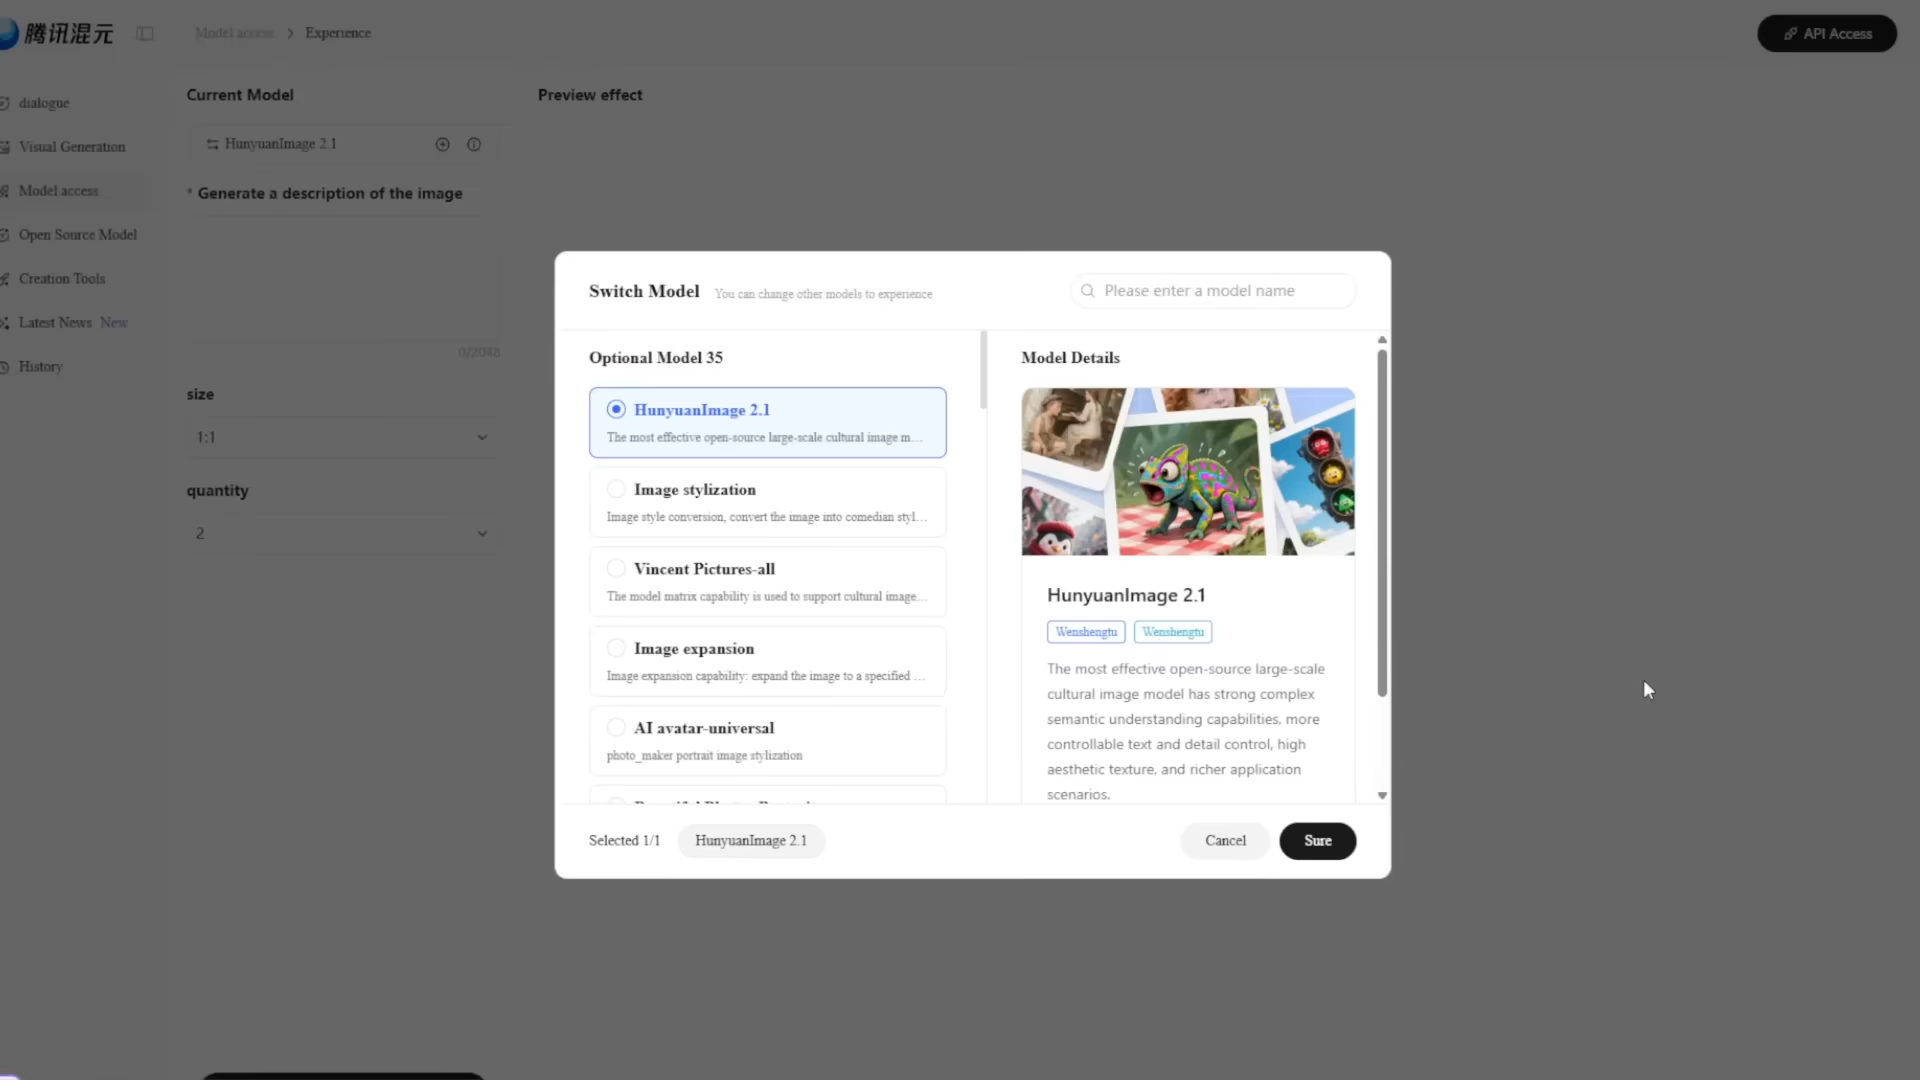 腾讯混元
Model access > Experience
API Access
dialogue
Visual Generation
Model access
Open Source Model
Creation Tools
Latest News New
History
Current Model
HunyuanImage 2.1
* Generate a description of the image
0/2048
size
1:1
quantity
2
Preview effect
Switch Model You can change other models to experience
Please enter a model name
Optional Model 35
HunyuanImage 2.1
The most effective open-source large-scale cultural image m...
Image stylization
Image style conversion, convert the image into comedian styl...
Vincent Pictures-all
The model matrix capability is used to support cultural image...
Image expansion
Image expansion capability: expand the image to a specified ...
AI avatar-universal
photo_maker portrait image stylization
Model Details
HunyuanImage 2.1
Wenshengtu Wenshengtu
The most effective open-source large-scale
cultural image model has strong complex
semantic understanding capabilities, more
controllable text and detail control, high
aesthetic texture, and richer application
scenarios.
Selected 1/1 HunyuanImage 2.1
Cancel
Sure